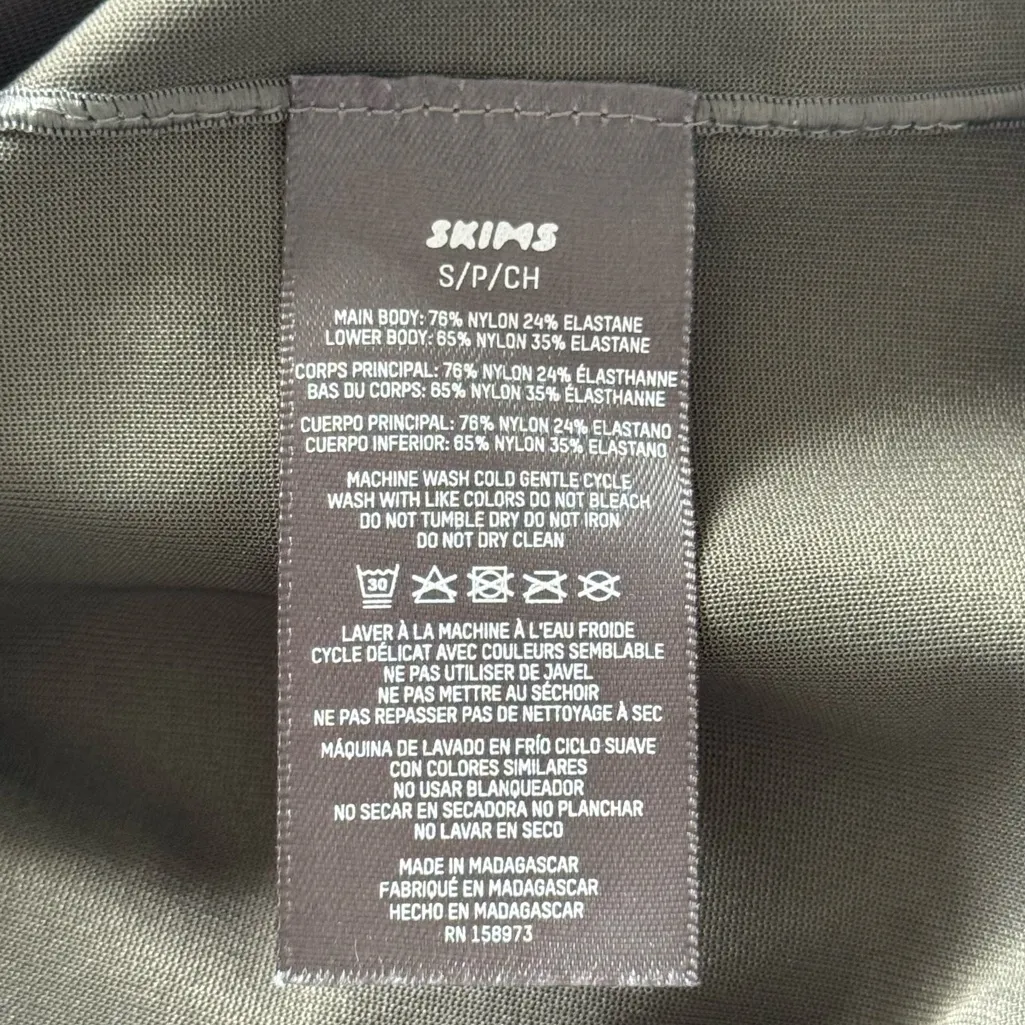 SKIMS
S/P/CH
MAIN BODY: 76% NYLON 24% ELASTANE
LOWER BODY: 65% NYLON 35% ELASTANE
CORPS PRINCIPAL: 76% NYLON 24% ÉLASTHANNE
BAS DU CORPS: 65% NYLON 35% ÉLASTHANNE
CUERPO PRINCIPAL: 76% NYLON 24% ELASTANO
CUERPO INFERIOR: 65% NYLON 35% ELASTANO
MACHINE WASH COLD GENTLE CYCLE
WASH WITH LIKE COLORS DO NOT BLEACH
DO NOT TUMBLE DRY DO NOT IRON
DO NOT DRY CLEAN
30
LAVER À LA MACHINE À L'EAU FROIDE
CYCLE DÉLICAT AVEC COULEURS SEMBLABLE
NE PAS UTILISER DE JAVEL
NE PAS METTRE AU SÉCHOIR
NE PAS REPASSER PAS DE NETTOYAGE À SEC
MÁQUINA DE LAVADO EN FRÍO CICLO SUAVE
CON COLORES SIMILARES
NO USAR BLANQUEADOR
NO SECAR EN SECADORA NO PLANCHAR
NO LAVAR EN SECO
MADE IN MADAGASCAR
FABRIQUÉ EN MADAGASCAR
HECHO EN MADAGASCAR
RN 158973